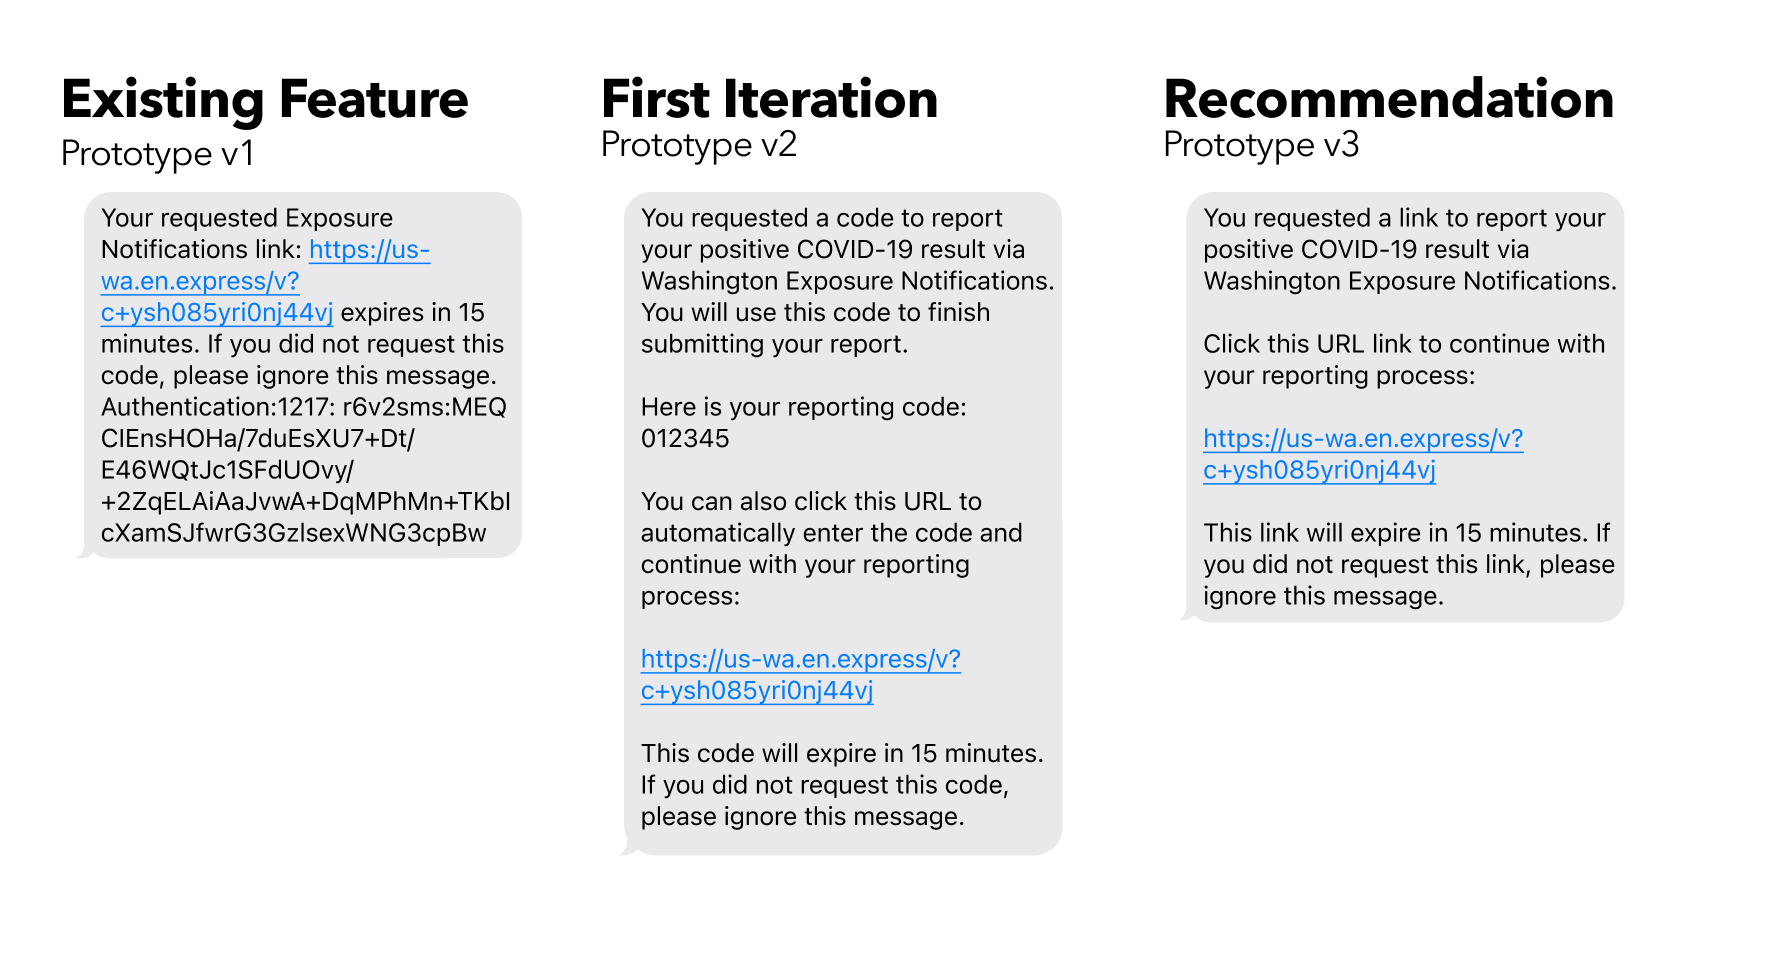 Existing Feature
Prototype v1
Your requested Exposure
Notifications link: https://us-
wa.en.express/v?
c+ysh085yri0nj44vj expires in 15
minutes. If you did not request this
code, please ignore this message.
Authentication:1217: r6v2sms:MEQ
CIEnsHOHa/7duEsXU7+Dt/
E46WQtJc1SFdUOvy/
+2ZqELAiAaJvwA+DqMPhMn+TKbI
cXamSJfwrG3GzlsexWNG3cpBw
First Iteration
Prototype v2
You requested a code to report
your positive COVID-19 result via
Washington Exposure Notifications.
You will use this code to finish
submitting your report.
Here is your reporting code:
012345
You can also click this URL to
automatically enter the code and
continue with your reporting
process:
https://us-wa.en.express/v?
c+ysh085yri0nj44vj
This code will expire in 15 minutes.
If you did not request this code,
please ignore this message.
Recommendation
Prototype v3
You requested a link to report your
positive COVID-19 result via
Washington Exposure Notifications.
Click this URL link to continue with
your reporting process:
https://us-wa.en.express/v?
c+ysh085yri0nj44vj
This link will expire in 15 minutes. If
you did not request this link, please
ignore this message.